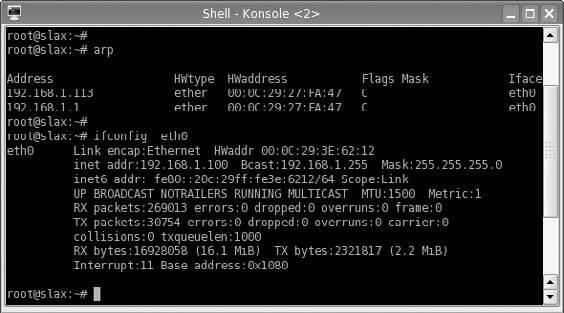 Shell - Konsole <2>
root@slax:~#
root@slax:~# arp
Address HWtype HWaddress Flags Mask Iface
192.168.1.113 ether 00:0C:29:27:FA:47 C eth0
192.168.1.1 ether 00:0C:29:27:FA:47 C eth0
root@slax:~#
root@slax:~# ifconfig eth0
eth0 Link encap:Ethernet HWaddr 00:0C:29:3E:62:12
inet addr:192.168.1.100 Bcast:192.168.1.255 Mask:255.255.255.0
inet6 addr: fe80::20c:29ff:fe3e:6212/64 Scope:Link
UP BROADCAST NOTRAILERS RUNNING MULTICAST MTU:1500 Metric:1
RX packets:269013 errors:0 dropped:0 overruns:0 frame:0
TX packets:30754 errors:0 dropped:0 overruns:0 carrier:0
collisions:0 txqueuelen:1000
RX bytes:16928058 (16.1 MiB) TX bytes:2321817 (2.2 MiB)
Interrupt:11 Base address:0x1080
root@slax:~#